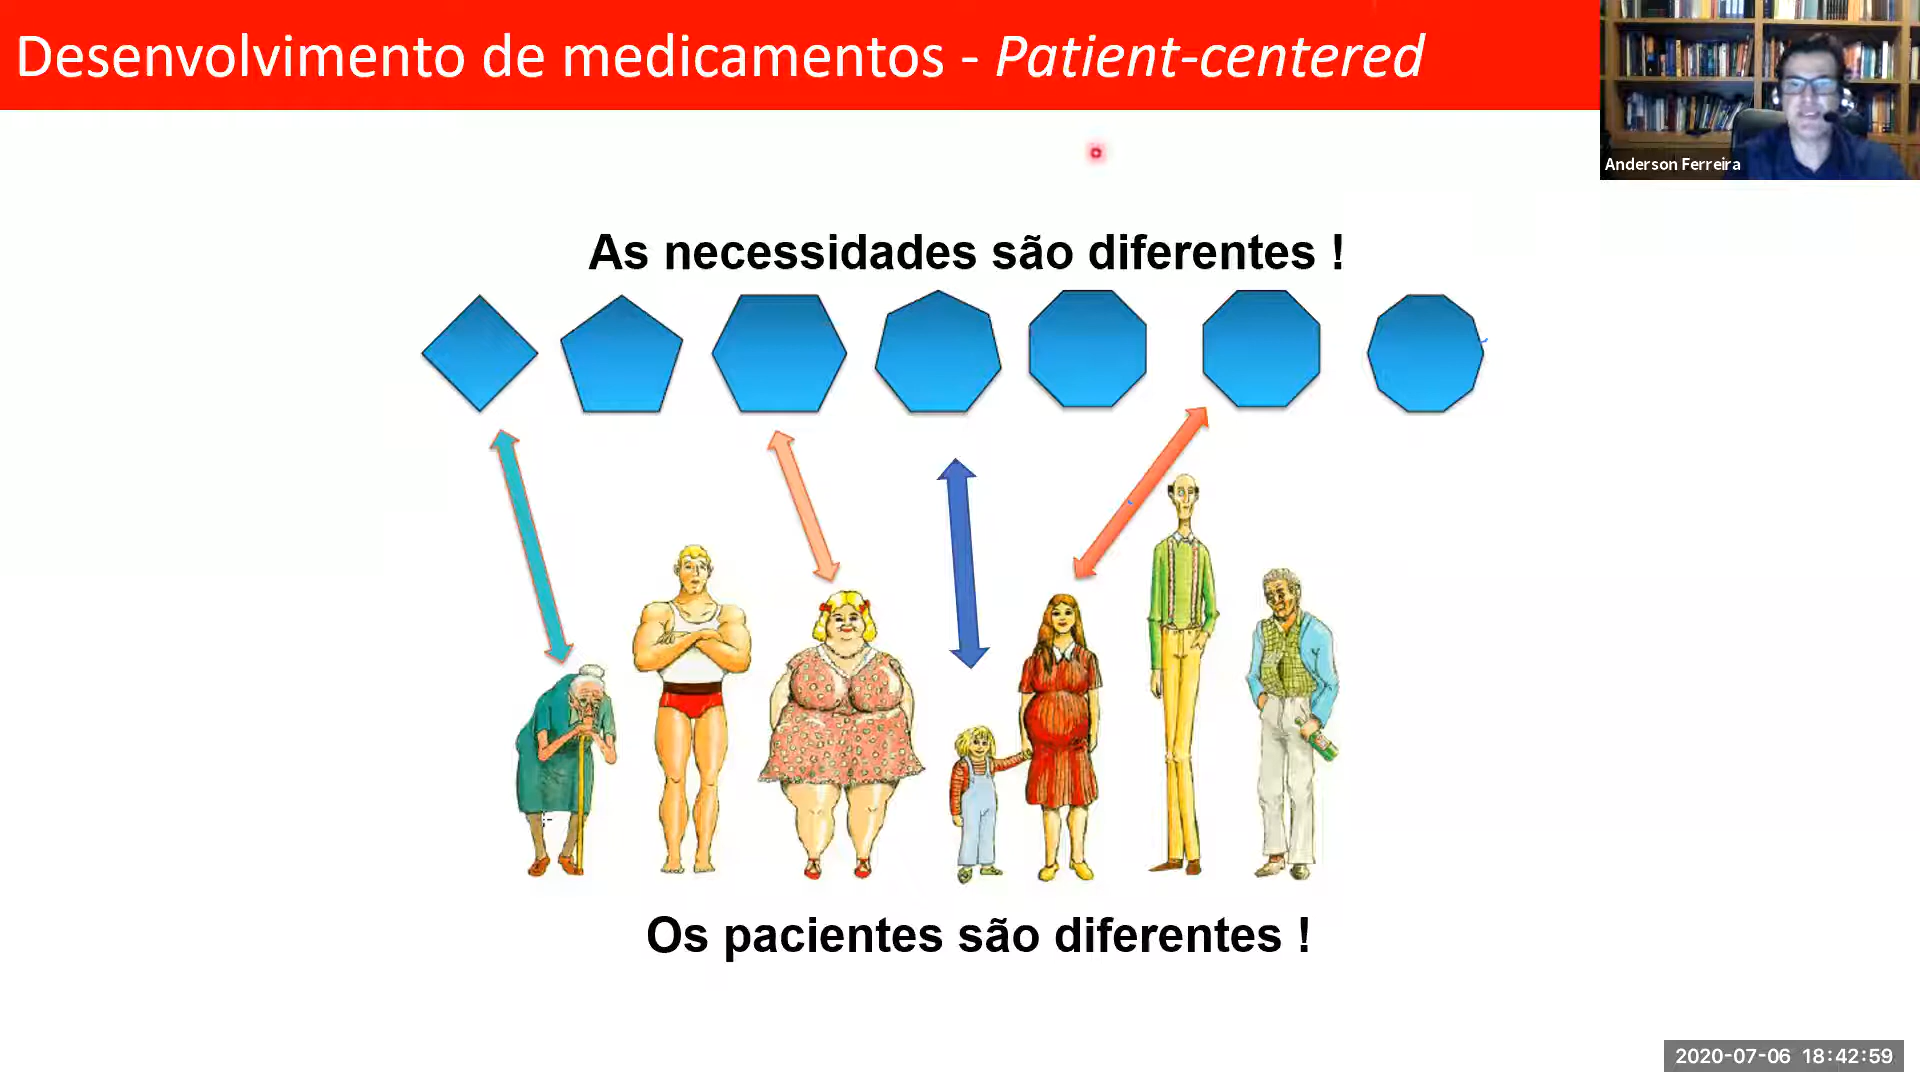 Desenvolvimento de medicamentos - Patient-centered
Anderson Ferreira
As necessidades são diferentes !
Os pacientes são diferentes !
2020-07-06 18:42:59